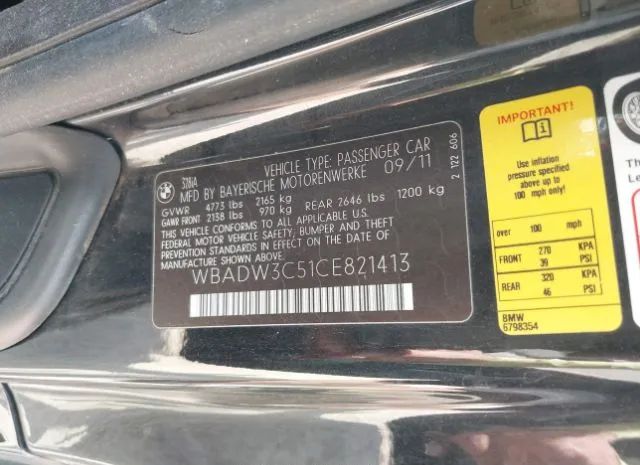 328iA VEHICLE TYPE: PASSENGER CAR
MFD BY BAYERISCHE MOTORENWERKE 09/11
GVWR 4773 lbs 2165 kg
GAWR FRONT 2138 lbs 970 kg REAR 2646 lbs 1200 kg
THIS VEHICLE CONFORMS TO ALL APPLICABLE U.S.
FEDERAL MOTOR VEHICLE SAFETY, BUMPER AND THEFT
PREVENTION STANDARDS IN EFFECT ON THE DATE OF
MANUFACTURE SHOWN ABOVE.
WBADW3C51CE821413
2 122 606
IMPORTANT!
Use inflation
pressure specified
above up to
100 mph only!
over 100 mph
FRONT 270 KPA
39 PSI
REAR 320 KPA
46 PSI
BMW
6798354
Th
Le